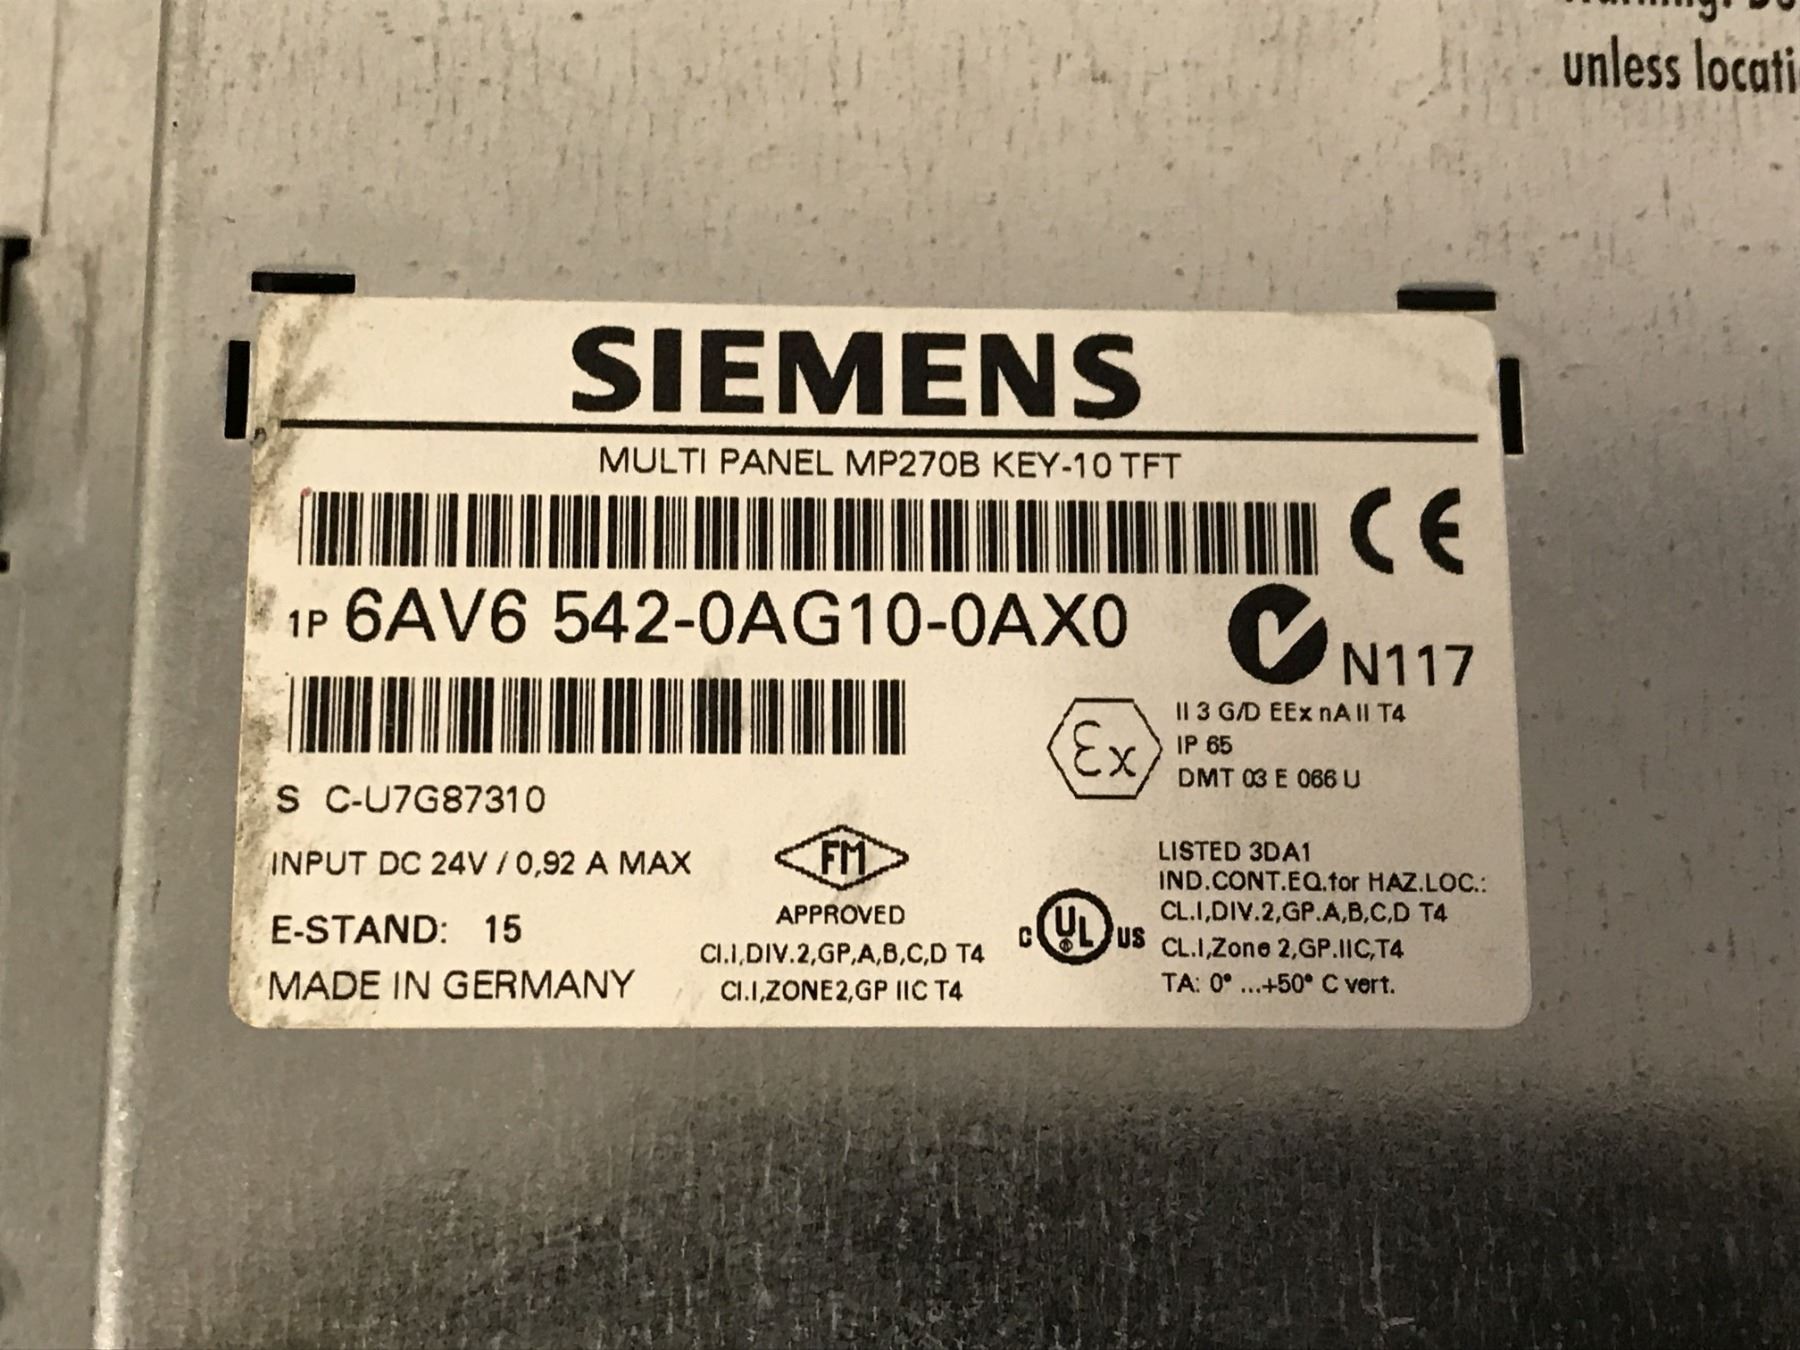 unless
SIEMENS
MULTI PANEL MP270B KEY-10 TFT
CE
1P 6AV6 542-0AG10-0AX0
N117
Ex
II 3 G/D EEx nA II T4
IP 65
DMT 03 E 066 U
S C-U7G87310
INPUT DC 24V / 0,92 A MAX
E-STAND: 15
MADE IN GERMANY
FM
APPROVED
Cl.I,DIV.2,GP,A,B,C,D T4
Cl.I,ZONE2,GP IIC T4
C UL US
LISTED 3DA1
IND.CONT.EQ.for HAZ.LOC.:
CL.I,DIV.2,GP.A,B,C,D T4
CL.I,Zone 2,GP.IIC,T4
TA: 0° ...+50° C vert.